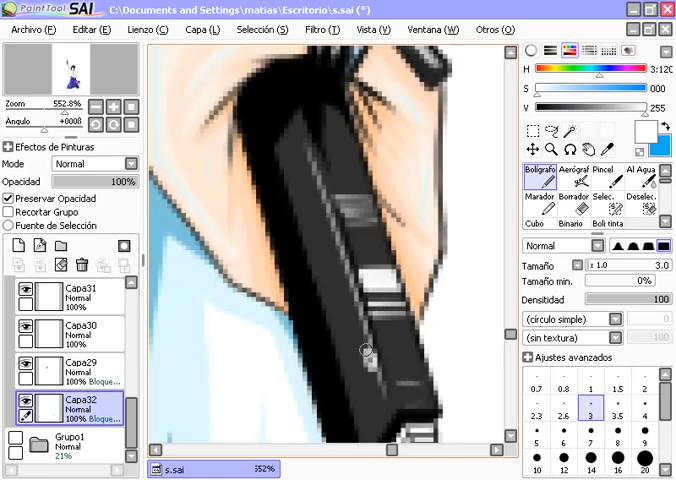 PaintTool SAI C:\Documents and Settings\matias\Escritorio\s.sai (*)
Archivo (F) Editar (E) Lienzo (C) Capa (L) Selección (S) Filtro (T) Vista (V) Ventana (W) Otros (O)
Zoom 552.8%
Ángulo +000ß
Efectos de Pinturas
Mode Normal
Opacidad 100%
Preservar Opacidad
Recortar Grupo
Fuente de Selección
Capa31
Normal
100%
Capa30
Normal
100%
Capa29
Normal
100% Bloque...
Capa32
Normal
100% Bloque...
Grupo1
21%
s.sai 552%
H 3:120
S 000
V 255
Bolígrafo Aerógraf Pincel Al Agua
Marador Borrador Selec. Deselec.
Cubo Binario Boli grafo
Normal
Tamaño x 1.0 3.0
Tamaño min. 0%
Densitidad 100
(círculo simple) 0
(sin textura) 100
Ajustes avanzados
0.7 0.8 1 1.5 2
2.3 2.6 3 3.5 4
5 6 7 8 9
10 12 14 16 20